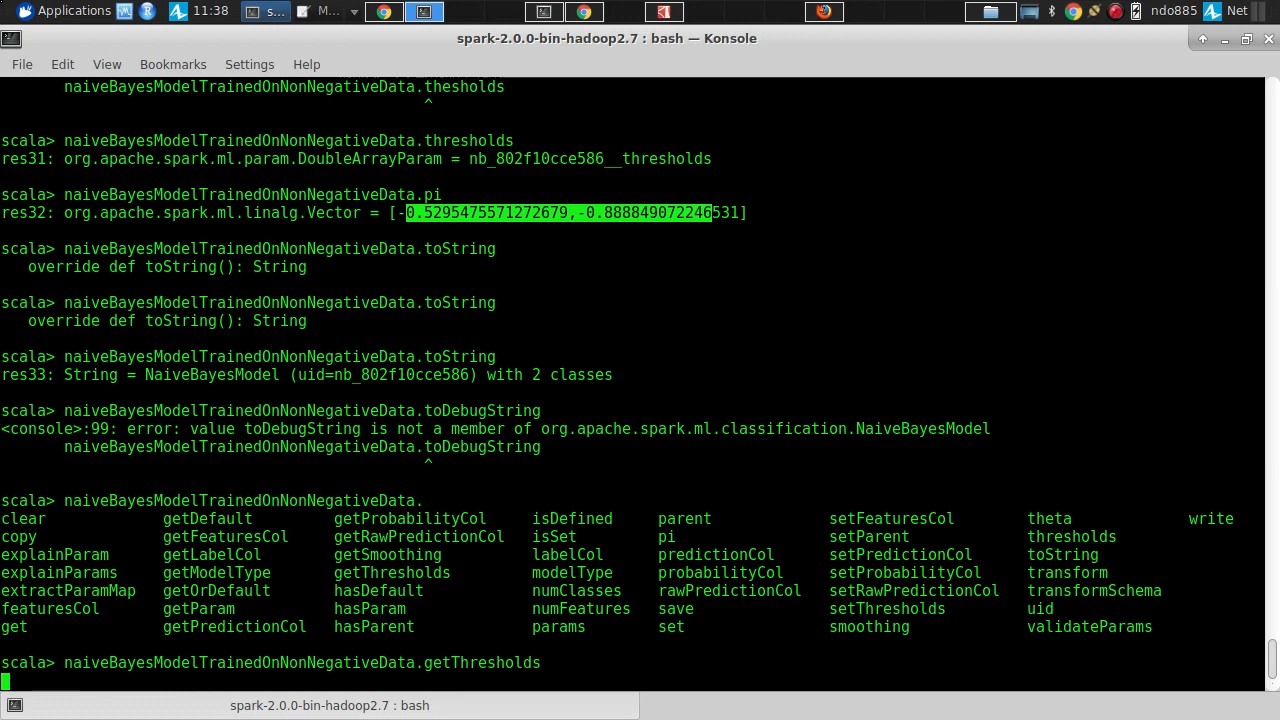 Applications 11:38 s... M... ndo885 Net
spark-2.0.0-bin-hadoop2.7 : bash — Konsole
File Edit View Bookmarks Settings Help
naiveBayesModelTrainedOnNonNegativeData.thesholds
^
scala> naiveBayesModelTrainedOnNonNegativeData.thresholds
res31: org.apache.spark.ml.param.DoubleArrayParam = nb_802f10cce586__thresholds
scala> naiveBayesModelTrainedOnNonNegativeData.pi
res32: org.apache.spark.ml.linalg.Vector = [-0.5295475571272679,-0.888849072246531]
scala> naiveBayesModelTrainedOnNonNegativeData.toString
override def toString(): String
scala> naiveBayesModelTrainedOnNonNegativeData.toString
override def toString(): String
scala> naiveBayesModelTrainedOnNonNegativeData.toString
res33: String = NaiveBayesModel (uid=nb_802f10cce586) with 2 classes
scala> naiveBayesModelTrainedOnNonNegativeData.toDebugString
<console>:99: error: value toDebugString is not a member of org.apache.spark.ml.classification.NaiveBayesModel
naiveBayesModelTrainedOnNonNegativeData.toDebugString
^
scala> naiveBayesModelTrainedOnNonNegativeData.
clear getDefault getProbabilityCol isDefined parent setFeaturesCol theta write
copy getFeaturesCol getRawPredictionCol isSet pi setParent thresholds
explainParam getLabelCol getSmoothing labelCol predictionCol setPredictionCol toString
explainParams getModelType getThresholds modelType probabilityCol setProbabilityCol transform
extractParamMap getOrDefault hasDefault numClasses rawPredictionCol setRawPredictionCol transformSchema
featuresCol getParam hasParam numFeatures save setThresholds uid
get getPredictionCol hasParent params set smoothing validateParams
scala> naiveBayesModelTrainedOnNonNegativeData.getThresholds
spark-2.0.0-bin-hadoop2.7 : bash